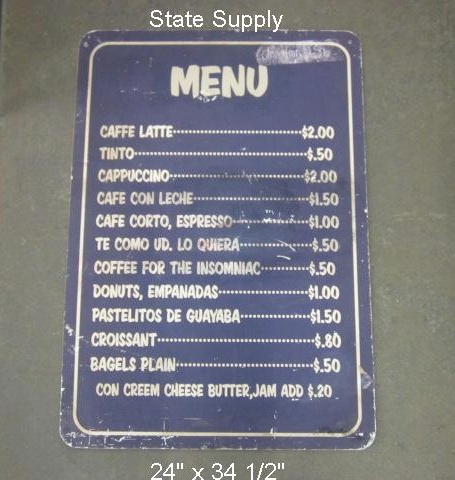 State Supply
MENU
CAFFE LATTE $2.00
TINTO $.50
CAPPUCCINO $2.00
CAFE CON LECHE $1.50
CAFE CORTO, ESPRESSO $1.00
TE COMO UD. LO QUIERA $.50
COFFEE FOR THE INSOMNIAC $.50
DONUTS, EMPANADAS $1.00
PASTELITOS DE GUAYABA $1.50
CROISSANT $.80
BAGELS PLAIN $.50
CON CREEM CHEESE BUTTER,JAM ADD $.20
24" x 34 1/2"